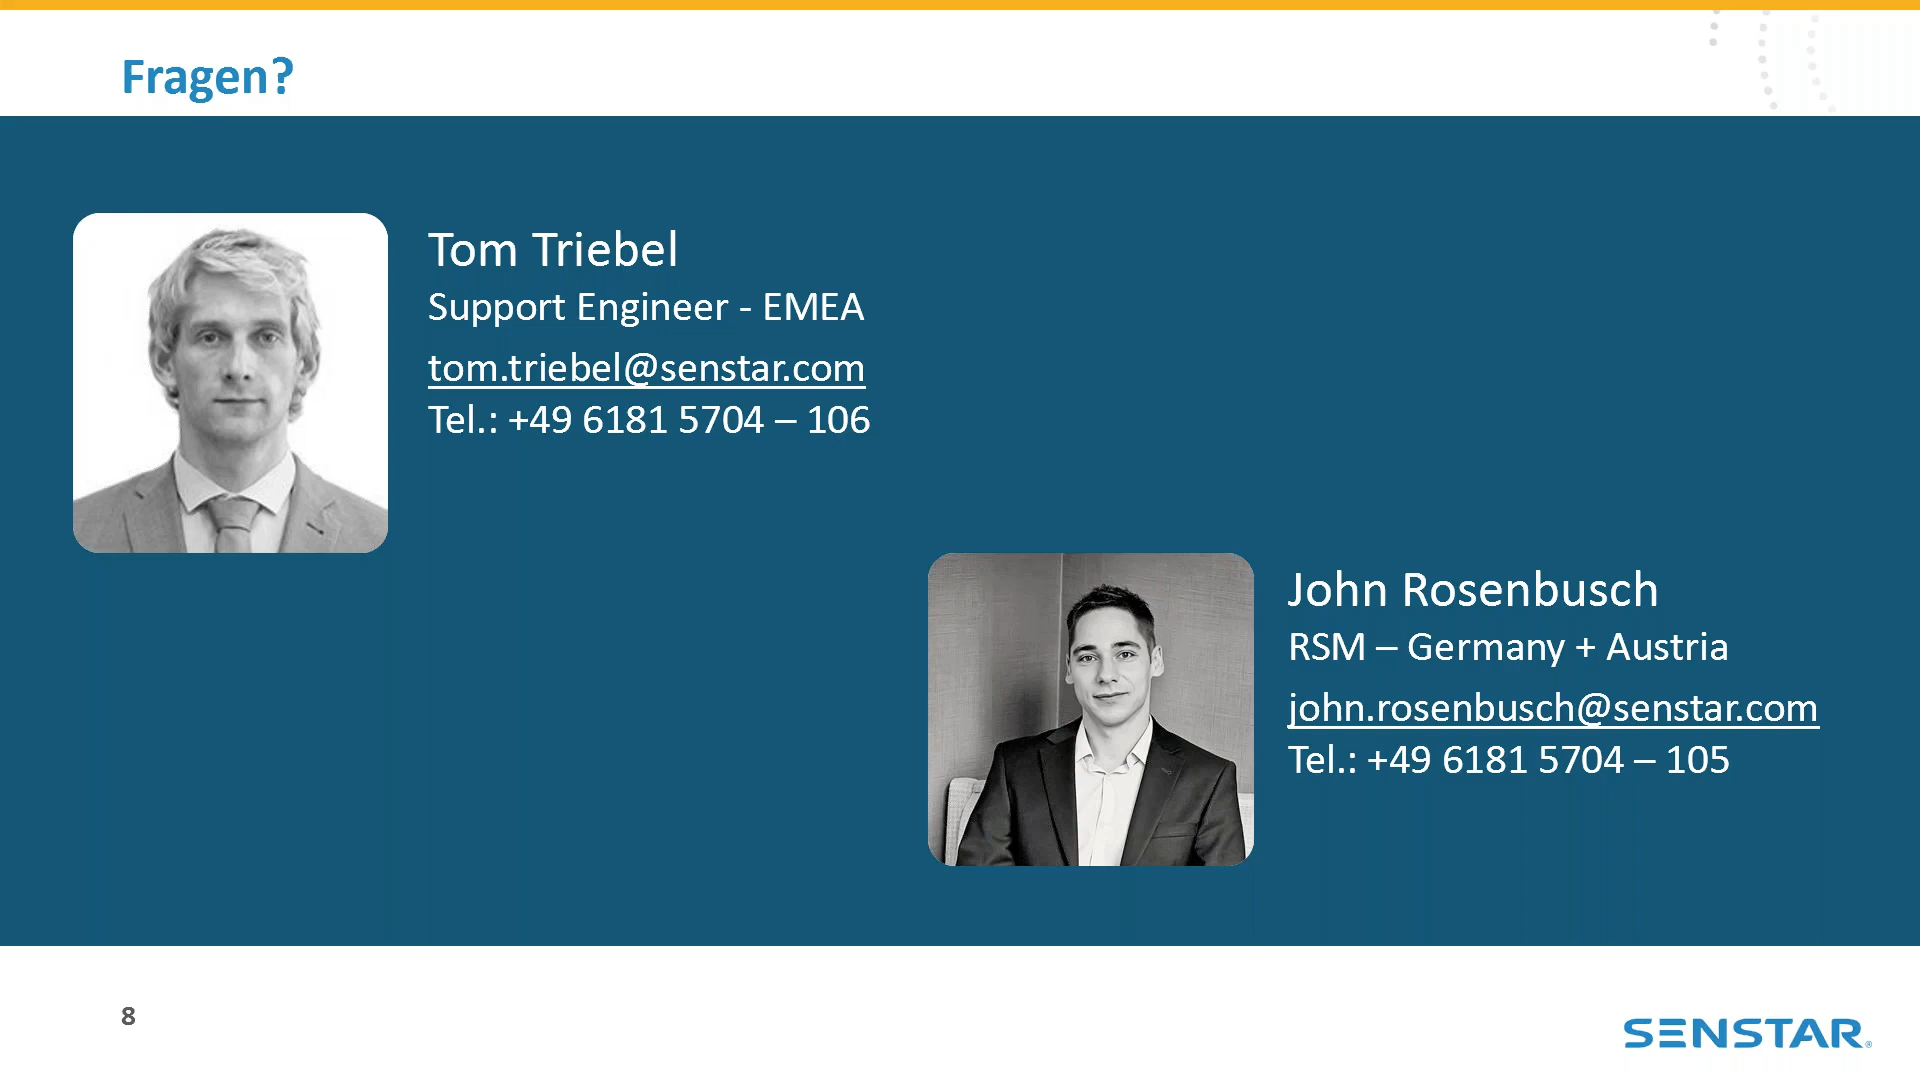 Fragen?
Tom Triebel
Support Engineer - EMEA
tom.triebel@senstar.com
Tel.: +49 6181 5704 – 106
John Rosenbusch
RSM – Germany + Austria
john.rosenbusch@senstar.com
Tel.: +49 6181 5704 – 105
8
SENSTAR®